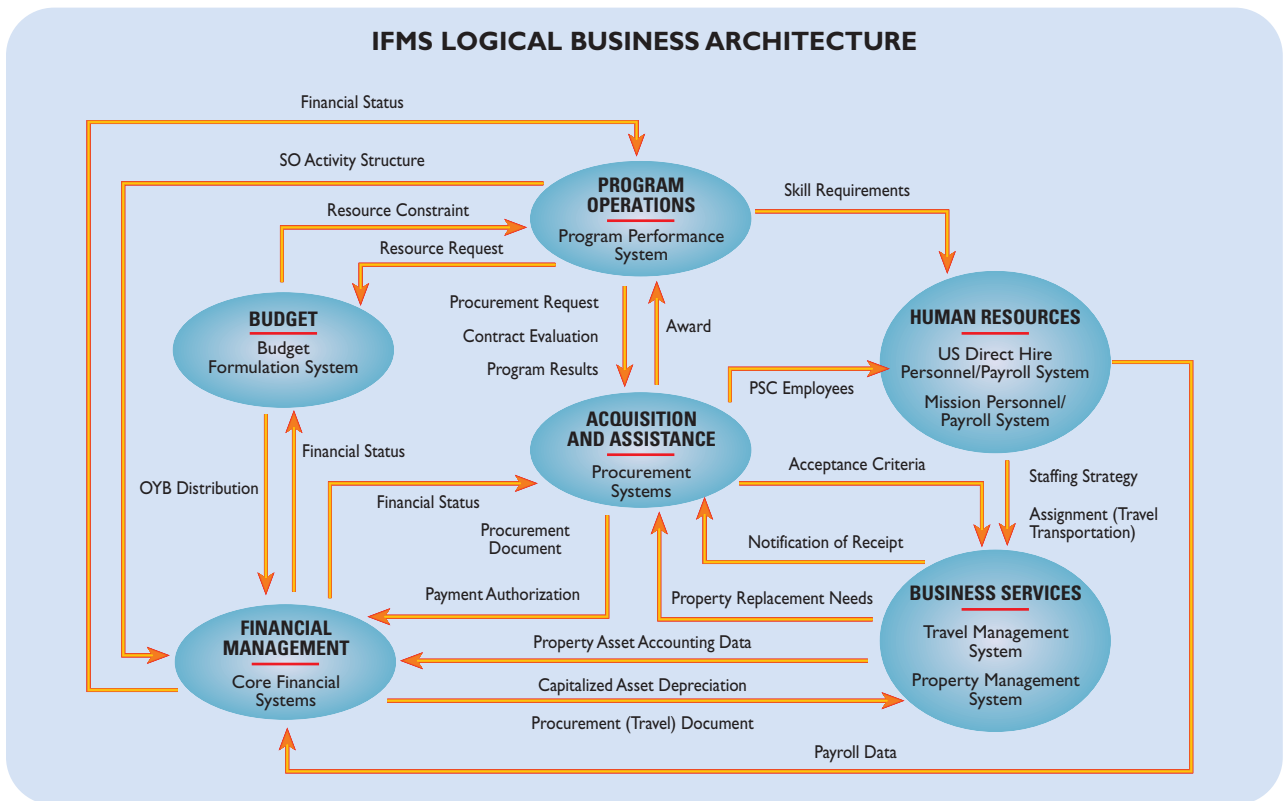 IFMS LOGICAL BUSINESS ARCHITECTURE
Financial Status
SO Activity Structure
Resource Constraint
Resource Request
PROGRAM
OPERATIONS
Program Performance
System
Skill Requirements
BUDGET
Budget
Formulation System
Procurement Request
Contract Evaluation
Program Results
Award
HUMAN RESOURCES
US Direct Hire
Personnel/Payroll System
Mission Personnel/
Payroll System
PSC Employees
ACQUISITION
AND ASSISTANCE
Procurement
Systems
Financial Status
OYB Distribution
Financial Status
Acceptance Criteria
Staffing Strategy
Assignment (Travel
Transportation)
Procurement
Document
Notification of Receipt
Payment Authorization
Property Replacement Needs
BUSINESS SERVICES
Travel Management
System
Property Management
System
FINANCIAL
MANAGEMENT
Core Financial
Systems
Property Asset Accounting Data
Capitalized Asset Depreciation
Procurement (Travel) Document
Payroll Data